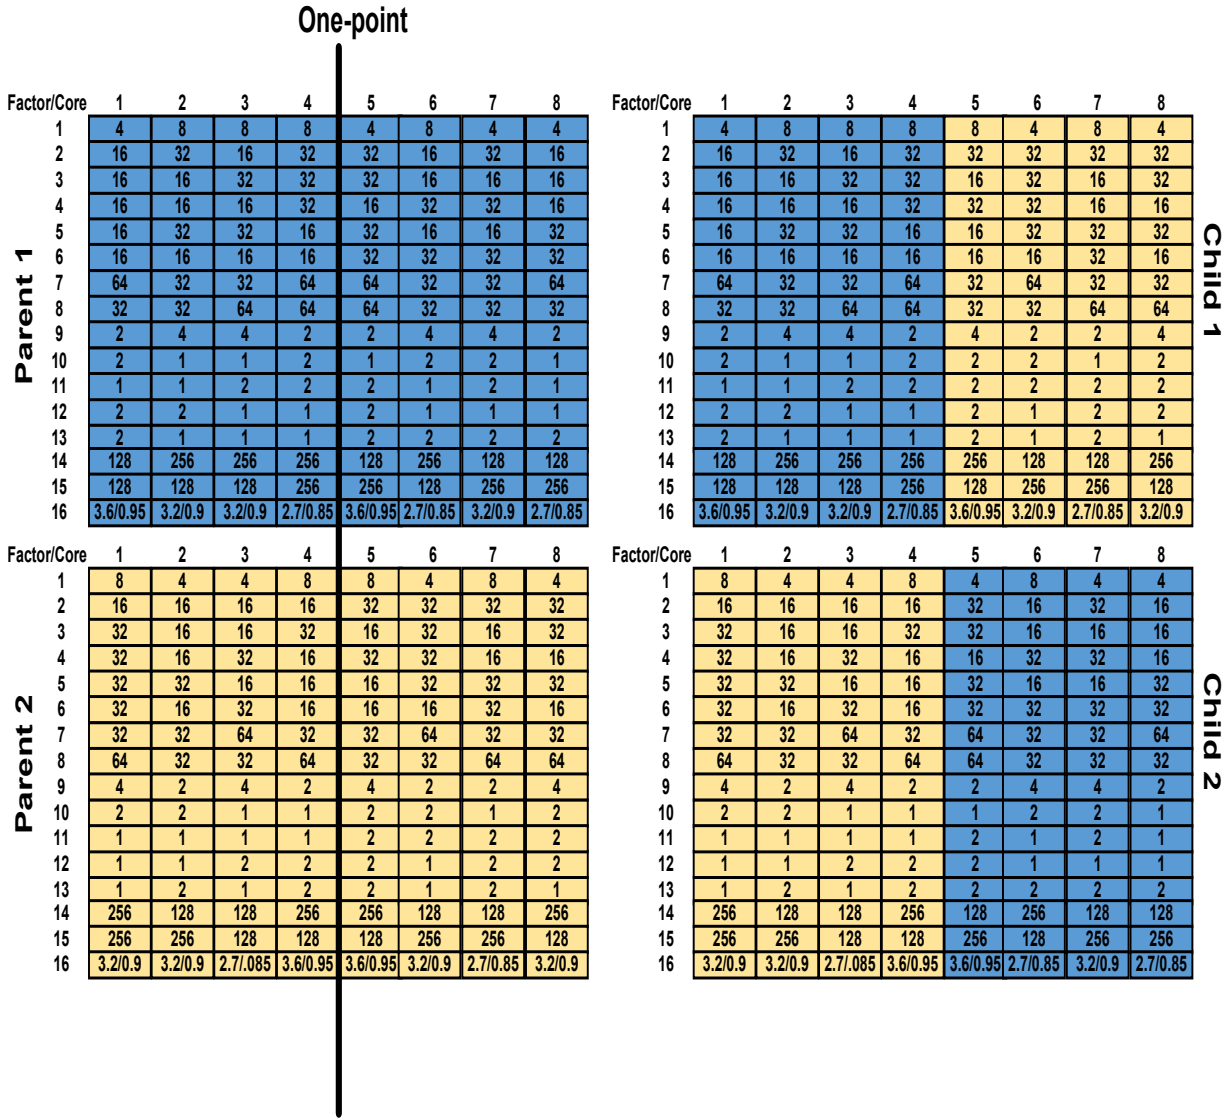 One-point
Factor/Core 1 2 3 4 5 6 7 8
1 4 8 8 8 4 8 4 4
2 16 32 16 32 32 16 32 16
3 16 16 32 32 32 16 16 16
4 16 16 16 32 16 32 32 16
5 16 32 32 16 32 16 16 32
6 16 16 16 16 32 32 32 32
7 64 32 32 64 64 32 32 64
8 32 32 64 64 64 32 32 32
9 2 4 4 2 2 4 4 2
10 2 1 1 2 1 2 2 1
11 1 1 2 2 2 1 2 1
12 2 2 1 1 2 1 1 1
13 2 1 1 1 2 2 2 2
14 128 256 256 256 128 256 128 128
15 128 128 128 256 256 128 256 256
16 3.6/0.95 3.2/0.9 3.2/0.9 2.7/0.85 3.6/0.95 2.7/0.85 3.2/0.9 2.7/0.85
Parent 1
Factor/Core 1 2 3 4 5 6 7 8
1 4 8 8 8 8 4 8 4
2 16 32 16 32 32 32 32 32
3 16 16 32 32 16 32 16 32
4 16 16 16 32 32 32 16 16
5 16 32 32 16 16 32 32 32
6 16 16 16 16 16 16 32 16
7 64 32 32 64 32 64 32 32
8 32 32 64 64 32 32 64 64
9 2 4 4 2 4 2 2 4
10 2 1 1 2 2 2 1 2
11 1 1 2 2 2 2 2 2
12 2 2 1 1 2 1 2 2
13 2 1 1 1 2 1 2 1
14 128 256 256 256 256 128 128 256
15 128 128 128 256 128 256 256 128
16 3.6/0.95 3.2/0.9 3.2/0.9 2.7/0.85 3.6/0.95 3.2/0.9 2.7/0.85 3.2/0.9
Child 1
Factor/Core 1 2 3 4 5 6 7 8
1 8 4 4 8 8 4 8 4
2 16 16 16 16 32 32 32 32
3 32 16 16 32 16 32 16 32
4 32 16 32 16 32 32 16 16
5 32 32 16 16 16 32 32 32
6 32 16 32 16 16 16 32 16
7 32 32 64 32 32 64 32 32
8 64 32 32 64 32 32 64 64
9 4 2 4 2 4 2 2 4
10 2 2 1 1 2 2 1 2
11 1 1 1 1 2 2 2 2
12 1 1 2 2 2 1 2 2
13 1 2 1 2 2 1 2 1
14 256 128 128 256 256 128 128 256
15 256 256 128 128 128 256 256 128
16 3.2/0.9 3.2/0.9 2.7/.085 3.6/0.95 3.6/0.95 3.2/0.9 2.7/0.85 3.2/0.9
Parent 2
Factor/Core 1 2 3 4 5 6 7 8
1 8 4 4 8 4 8 4 4
2 16 16 16 16 32 16 32 16
3 32 16 16 32 32 16 16 16
4 32 16 32 16 16 32 32 16
5 32 32 16 16 32 16 16 32
6 32 16 32 16 32 32 32 32
7 32 32 64 32 64 32 32 64
8 64 32 32 64 64 32 32 32
9 4 2 4 2 2 4 4 2
10 2 2 1 1 1 2 2 1
11 1 1 1 1 2 1 2 1
12 1 1 2 2 2 1 1 1
13 1 2 1 2 2 2 2 2
14 256 128 128 256 128 256 128 128
15 256 256 128 128 256 128 256 256
16 3.2/0.9 3.2/0.9 2.7/.085 3.6/0.95 3.6/0.95 2.7/0.85 3.2/0.9 2.7/0.85
Child 2